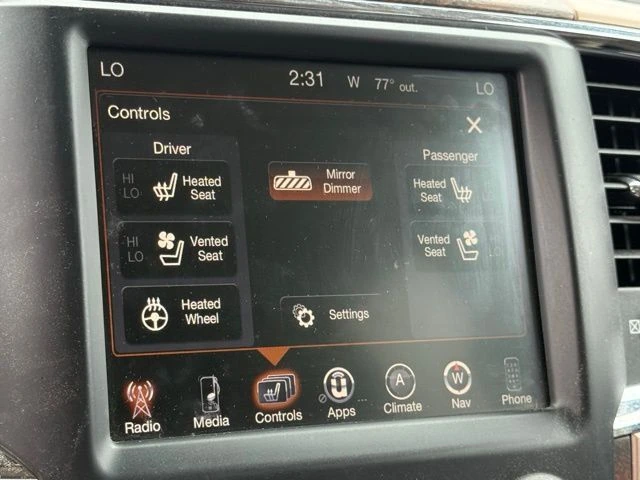 LO 2:31 W 77° out. LO
Controls
Driver Passenger
HI
LO
Heated
Seat
Mirror
Dimmer
Heated
Seat
HI
LO
Vented
Seat
Vented
Seat
Heated
Wheel
Settings
Radio Media Controls Apps A Climate W Nav Phone